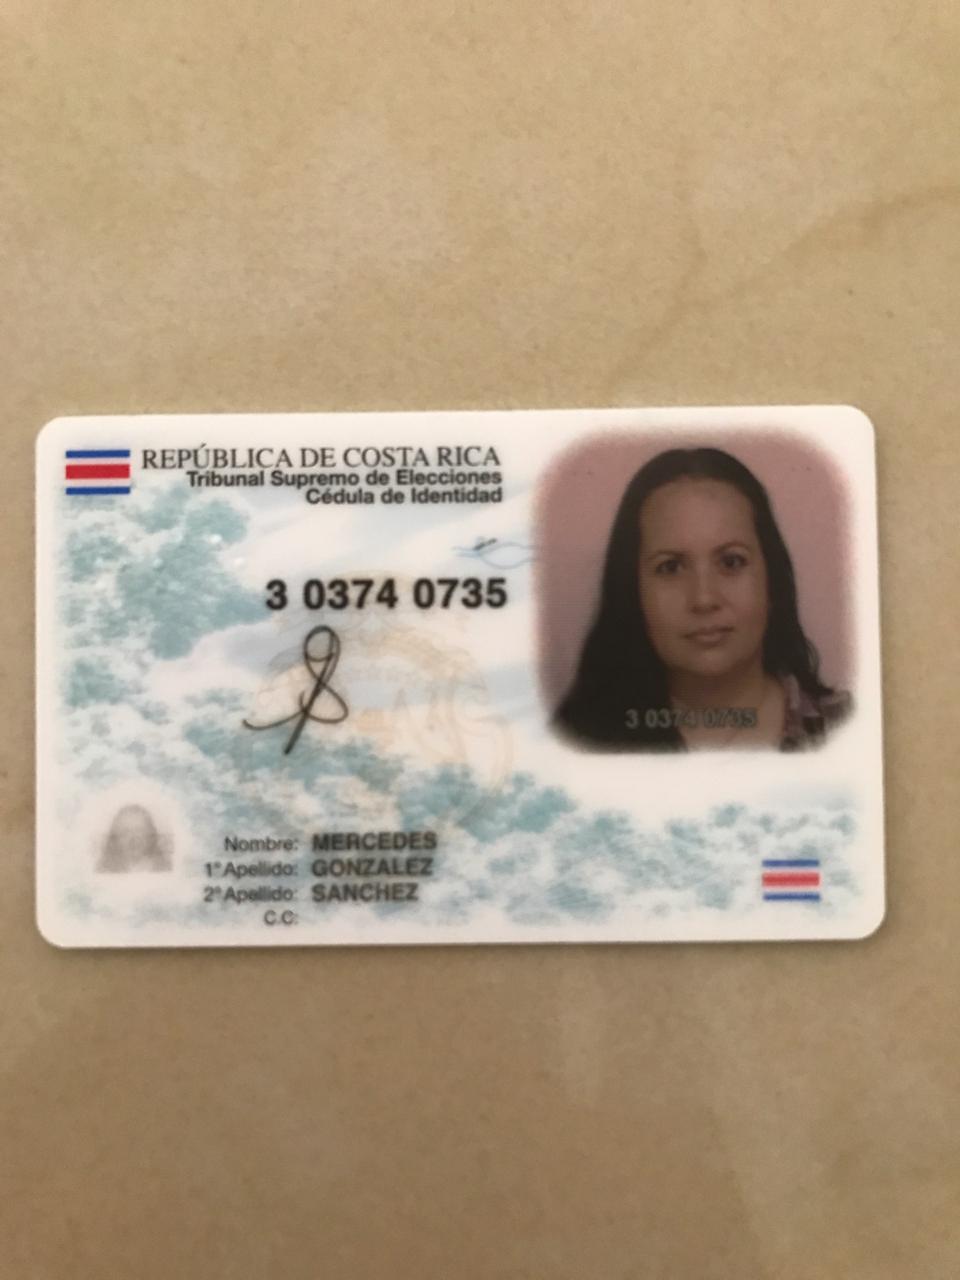 REPÚBLICA DE COSTA RICA
Tribunal Supremo de Elecciones
Cédula de Identidad
3 0374 0735
3 0374 0735
Nombre: MERCEDES
1° Apellido: GONZALEZ
2° Apellido: SANCHEZ
C.C: